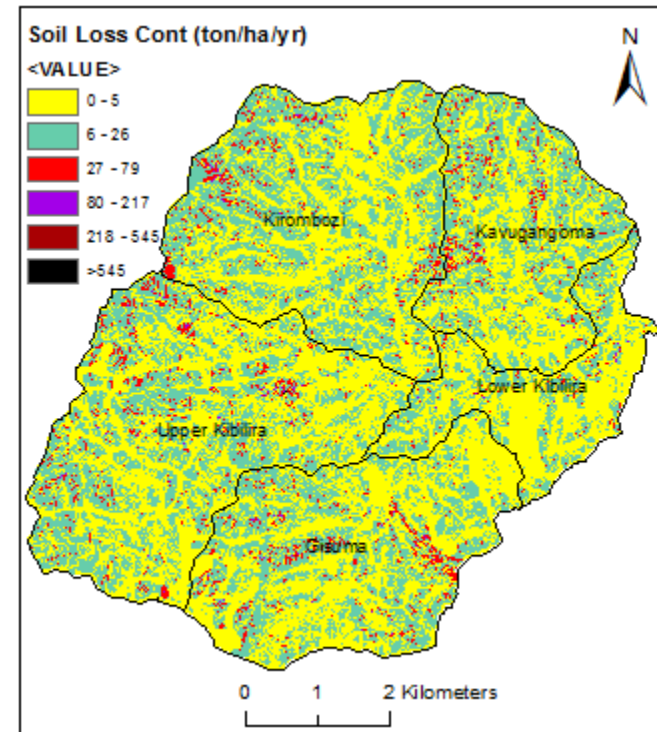 Soil Loss Cont (ton/ha/yr)
<VALUE>
0 - 5
6 - 26
27 - 79
80 - 217
218 - 545
>545
N
Kirombozi
Kavugangoma
Lower Kibilira
Upper Kibilira
Gisuma
0 1 2 Kilometers